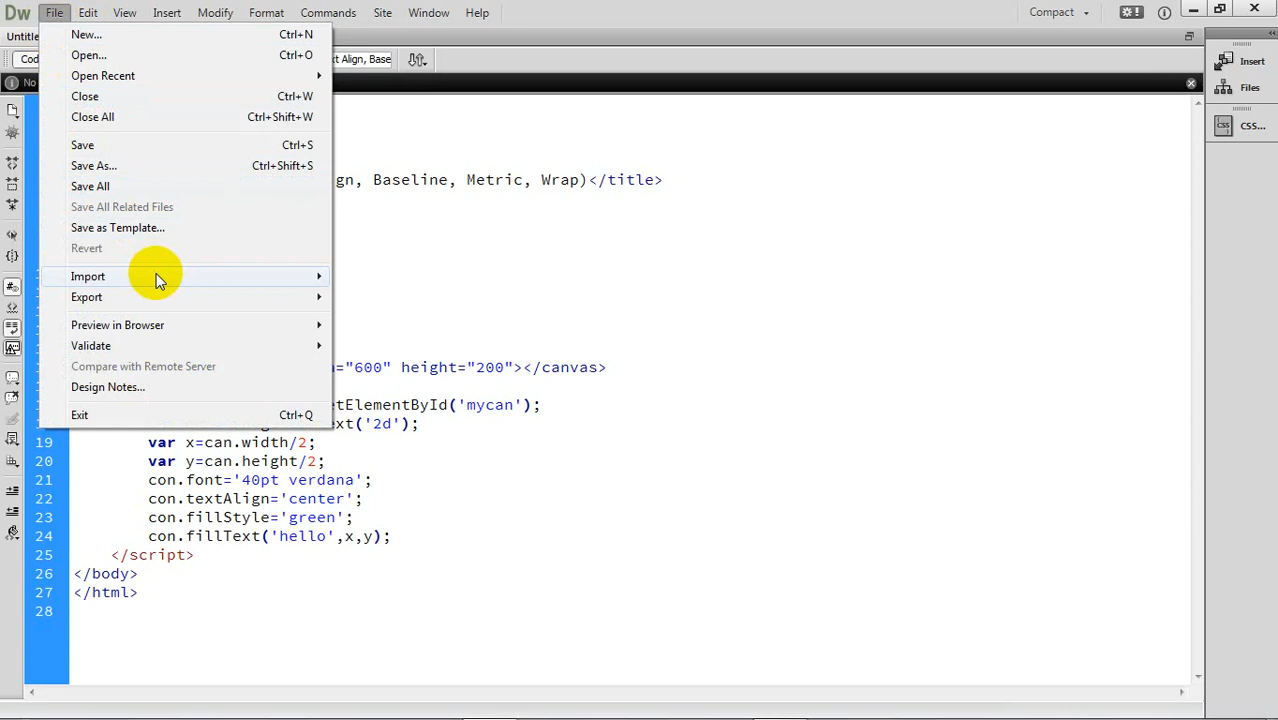 Dw File Edit View Insert Modify Format Commands Site Window Help Compact
Untitle
New... Ctrl+N
Open... Ctrl+O
Open Recent
Close Ctrl+W
Close All Ctrl+Shift+W
Save Ctrl+S
Save As... Ctrl+Shift+S
Save All
Save All Related Files
Save as Template...
Revert
Import
Export
Preview in Browser
Validate
Compare with Remote Server
Design Notes...
Exit Ctrl+Q
Cod
t Align, Base
No
Insert
Files
CSS...
gn, Baseline, Metric, Wrap)</title>
="600" height="200"></canvas>
etElementById('mycan');
xt('2d');
19 var x=can.width/2;
20 var y=can.height/2;
21 con.font='40pt verdana';
22 con.textAlign='center';
23 con.fillStyle='green';
24 con.fillText('hello',x,y);
25 </script>
26 </body>
27 </html>
28